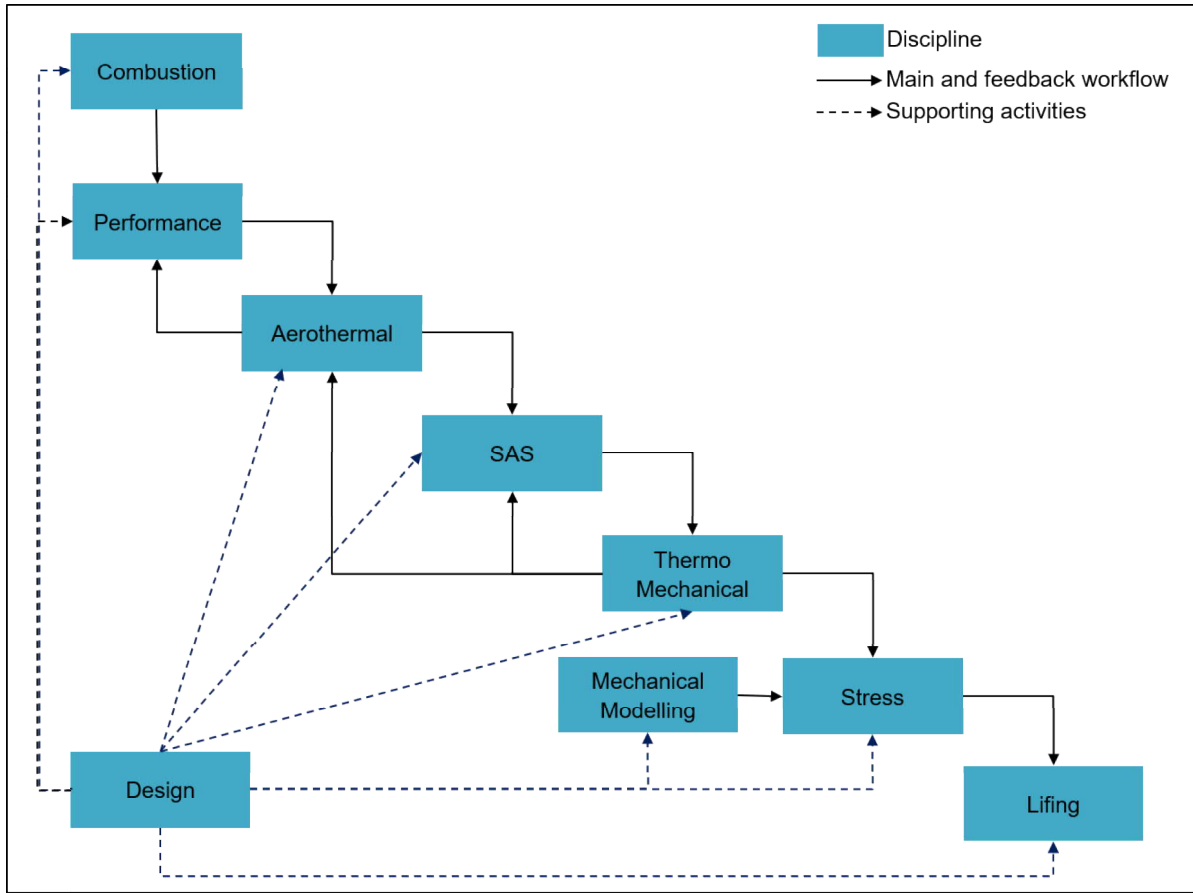 Discipline
Main and feedback workflow
Supporting activities
Combustion
Performance
Aerothermal
SAS
Thermo
Mechanical
Mechanical
Modelling
Stress
Design
Lifing